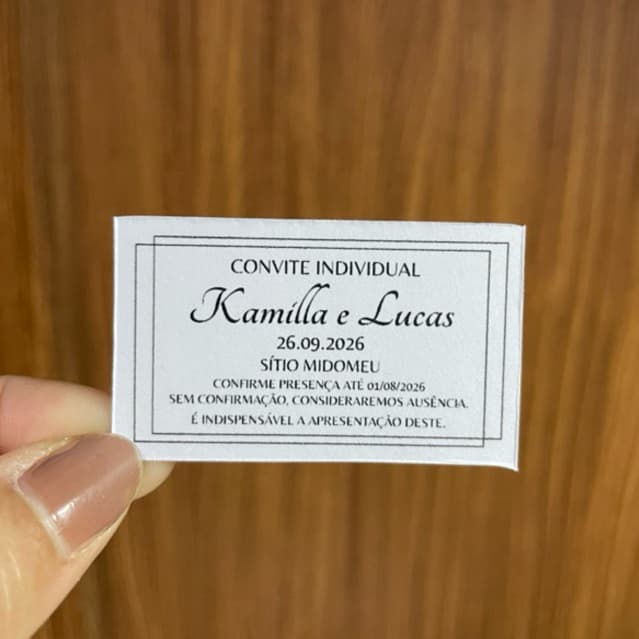 CONVITE INDIVIDUAL
Kamilla e Lucas
26.09.2026
SÍTIO MIDOMEU
CONFIRME PRESENÇA ATÉ 01/08/2026
SEM CONFIRMAÇÃO, CONSIDERAREMOS AUSÊNCIA.
É INDISPENSÁVEL A APRESENTAÇÃO DESTE.